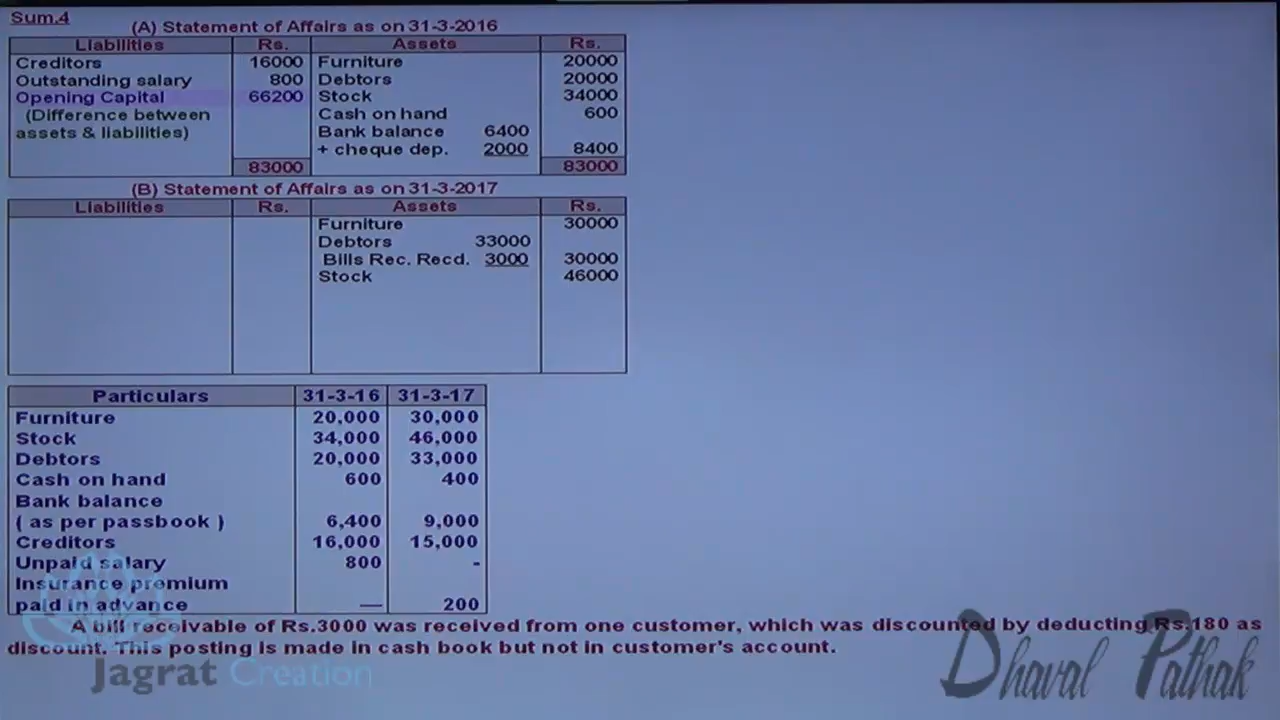 Sum.4
(A) Statement of Affairs as on 31-3-2016
Liabilities Rs. Assets Rs.
Creditors 16000 Furniture 20000
Outstanding salary 800 Debtors 20000
Opening Capital 66200 Stock 34000
(Difference between Cash on hand 600
assets & liabilities) Bank balance 6400
+ cheque dep. 2000 8400
83000 83000
(B) Statement of Affairs as on 31-3-2017
Liabilities Rs. Assets Rs.
Furniture 30000
Debtors 33000
Bills Rec. Recd. 3000 30000
Stock 46000
Particulars 31-3-16 31-3-17
Furniture 20,000 30,000
Stock 34,000 46,000
Debtors 20,000 33,000
Cash on hand 600 400
Bank balance
( as per passbook ) 6,400 9,000
Creditors 16,000 15,000
Unpaid salary 800 -
Insurance premium
paid in advance — 200
A bill receivable of Rs.3000 was received from one customer, which was discounted by deducting Rs.180 as
discount. This posting is made in cash book but not in customer's account.
Jagrat Creation
Dhaval Pathak